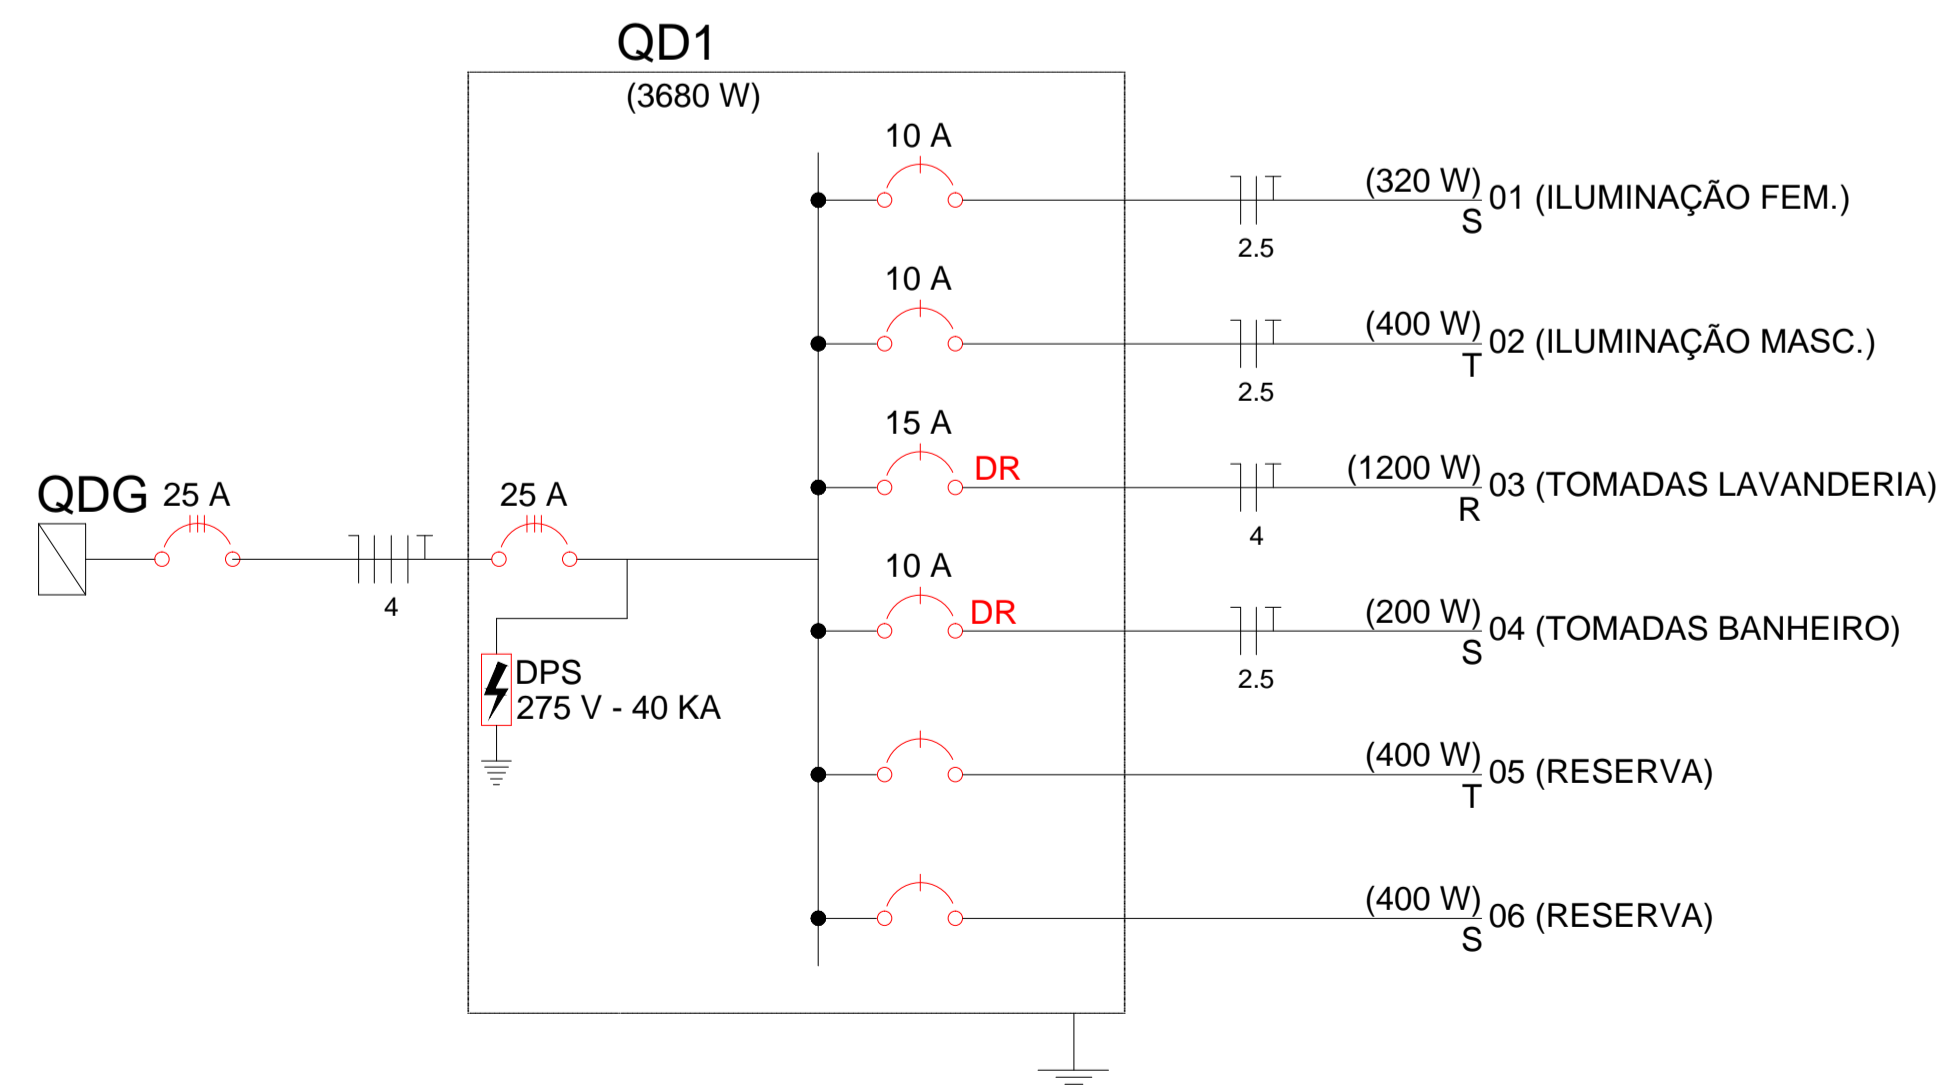 QD1
(3680 W)
10 A
(320 W)
01 (ILUMINAÇÃO FEM.)
S
2.5
10 A
(400 W)
02 (ILUMINAÇÃO MASC.)
T
2.5
15 A
DR
(1200 W)
03 (TOMADAS LAVANDERIA)
R
4
QDG
25 A
4
25 A
10 A
DR
(200 W)
04 (TOMADAS BANHEIRO)
S
2.5
DPS
275 V - 40 KA
(400 W)
05 (RESERVA)
T
(400 W)
06 (RESERVA)
S